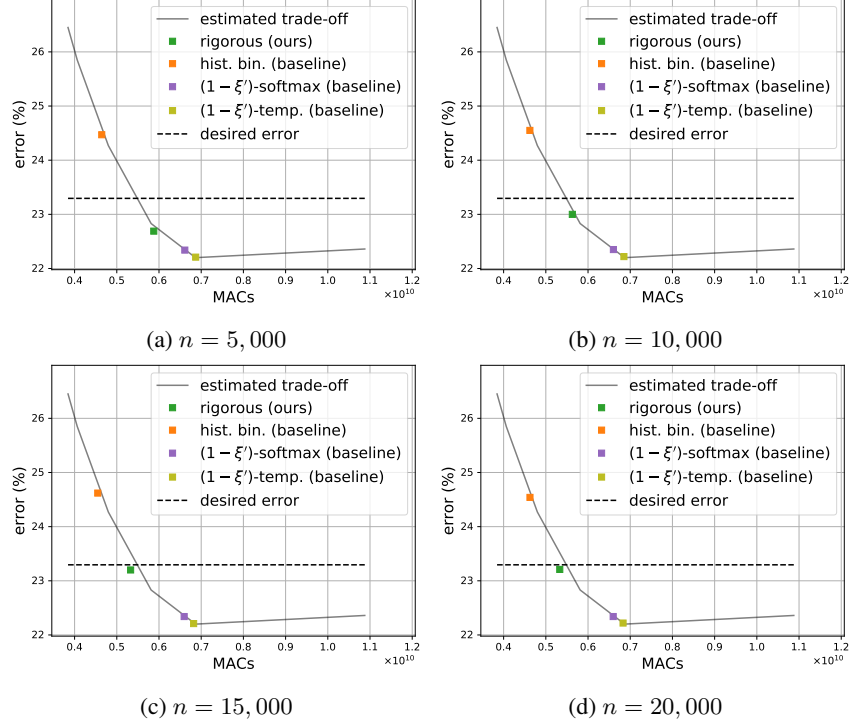 estimated trade-off
rigorous (ours)
hist. bin. (baseline)
(1 − ξ′)-softmax (baseline)
(1 − ξ′)-temp. (baseline)
desired error
error (%)
26
25
24
23
22
0.4 0.5 0.6 0.7 0.8 0.9 1.0 1.1 1.2
MACs
×10¹⁰
(a) n = 5, 000
estimated trade-off
rigorous (ours)
hist. bin. (baseline)
(1 − ξ′)-softmax (baseline)
(1 − ξ′)-temp. (baseline)
desired error
error (%)
26
25
24
23
22
0.4 0.5 0.6 0.7 0.8 0.9 1.0 1.1 1.2
MACs
×10¹⁰
(b) n = 10, 000
estimated trade-off
rigorous (ours)
hist. bin. (baseline)
(1 − ξ′)-softmax (baseline)
(1 − ξ′)-temp. (baseline)
desired error
error (%)
26
25
24
23
22
0.4 0.5 0.6 0.7 0.8 0.9 1.0 1.1 1.2
MACs
×10¹⁰
(c) n = 15, 000
estimated trade-off
rigorous (ours)
hist. bin. (baseline)
(1 − ξ′)-softmax (baseline)
(1 − ξ′)-temp. (baseline)
desired error
error (%)
26
25
24
23
22
0.4 0.5 0.6 0.7 0.8 0.9 1.0 1.1 1.2
MACs
×10¹⁰
(d) n = 20, 000